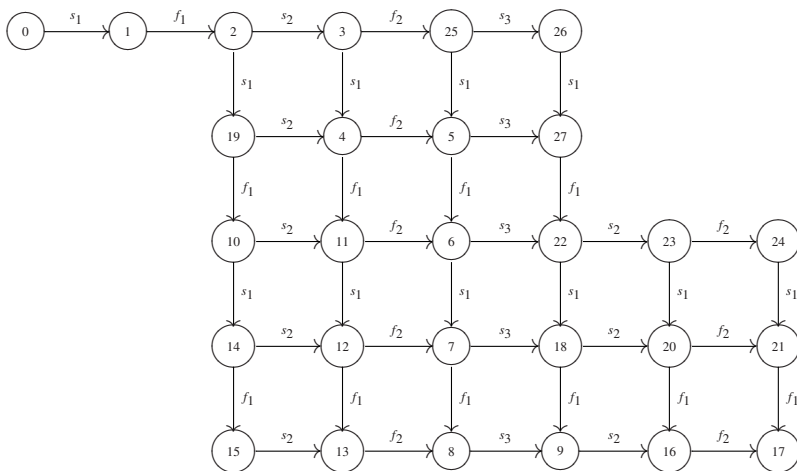 s1 f1 s2 f2 s3
0 1 2 3 25 26
s1 s1 s1 s1
s2 f2 s3
19 4 5 27
f1 f1 f1 f1
s2 f2 s3 s2 f2
10 11 6 22 23 24
s1 s1 s1 s1 s1 s1
s2 f2 s3 s2 f2
14 12 7 18 20 21
f1 f1 f1 f1 f1 f1
s2 f2 s3 s2 f2
15 13 8 9 16 17